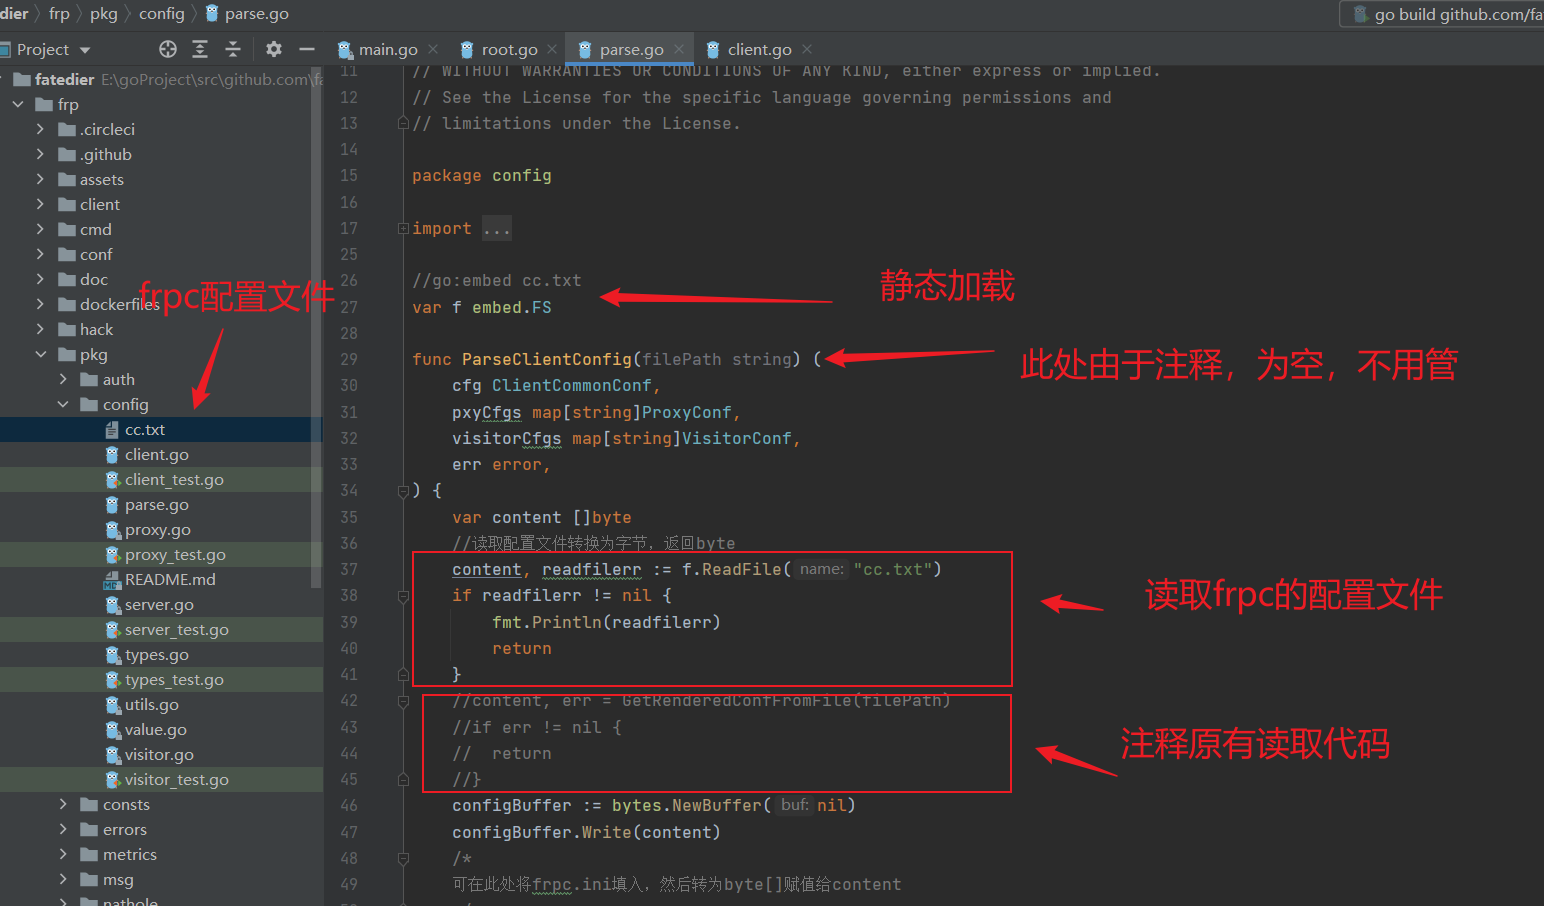 fatedier 〉 frp 〉 pkg 〉 config 〉 parse.go
go build github.com/fa
Project
main.go
root.go
parse.go
client.go
fatedier E:\goProject\src\github.com\fa
frp
.circleci
.github
assets
client
cmd
conf
doc
dockerfiles
hack
pkg
auth
config
cc.txt
client.go
client_test.go
parse.go
proxy.go
proxy_test.go
README.md
server.go
server_test.go
types.go
types_test.go
utils.go
value.go
visitor.go
visitor_test.go
consts
errors
metrics
msg
nathole
frpc配置文件
11 // WITHOUT WARRANTIES OR CONDITIONS OF ANY KIND, either express or implied.
12 // See the License for the specific language governing permissions and
13 // limitations under the License.
14
15 package config
16
17 import ...
25
26 //go:embed cc.txt
27 var f embed.FS
静态加载
28
29 func ParseClientConfig(filePath string) (
此处由于注释，为空，不用管
30 cfg ClientCommonConf,
31 pxyCfgs map[string]ProxyConf,
32 visitorCfgs map[string]VisitorConf,
33 err error,
34 ) {
35 var content []byte
36 //读取配置文件转换为字节，返回byte
37 content, readfilerr := f.ReadFile( name: "cc.txt")
38 if readfilerr != nil {
39 fmt.Println(readfilerr)
40 return
41 }
读取frpc的配置文件
42 //content, err = GetRenderedConfFromFile(filePath)
43 //if err != nil {
44 // return
45 //}
注释原有读取代码
46 configBuffer := bytes.NewBuffer( buf: nil)
47 configBuffer.Write(content)
48 /*
49 可在此处将frpc.ini填入，然后转为byte[]赋值给content